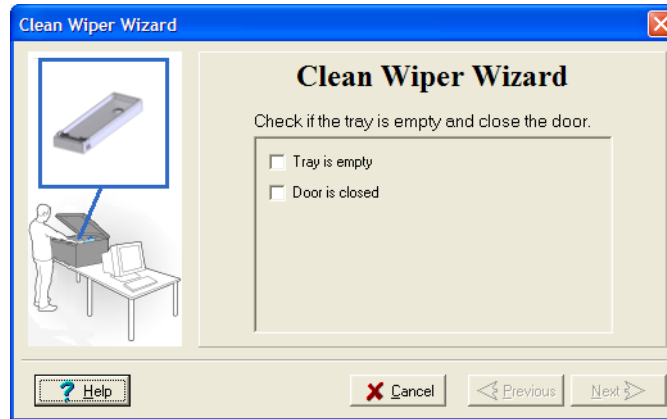 Clean Wiper Wizard
Clean Wiper Wizard
Check if the tray is empty and close the door.
Tray is empty
Door is closed
? Help
Cancel
Previous
Next